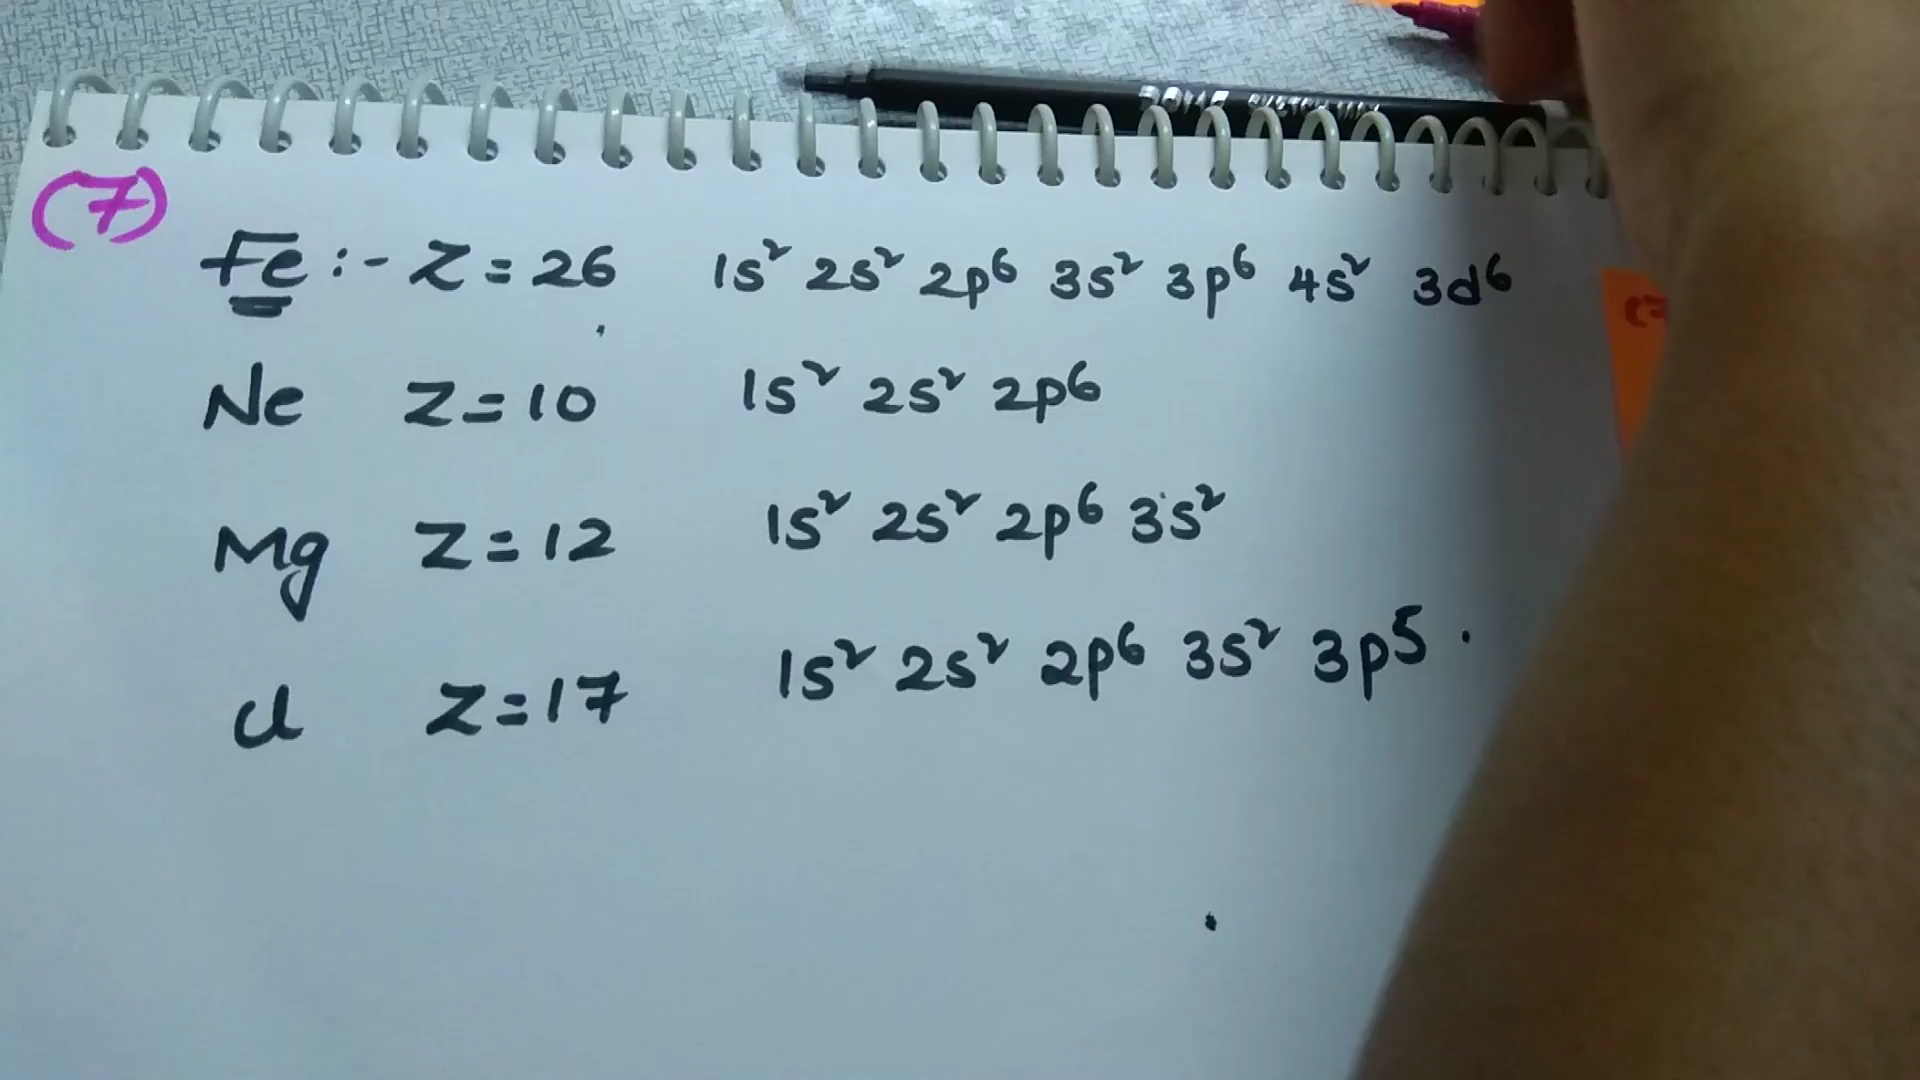 (7)
Fe :- Z = 26 1s² 2s² 2p⁶ 3s² 3p⁶ 4s² 3d⁶
Ne Z = 10 1s² 2s² 2p⁶
Mg Z = 12 1s² 2s² 2p⁶ 3s²
Cl Z = 17 1s² 2s² 2p⁶ 3s² 3p⁵ .